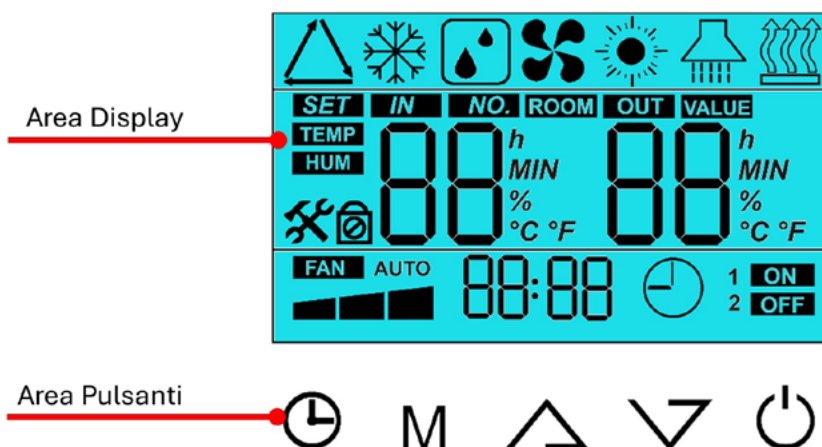 SET IN NO. ROOM OUT VALUE
Area Display
TEMP
HUM
88 h MIN % °C °F 88 h MIN % °C °F
FAN AUTO 88:88 1 ON
2 OFF
Area Pulsanti
M